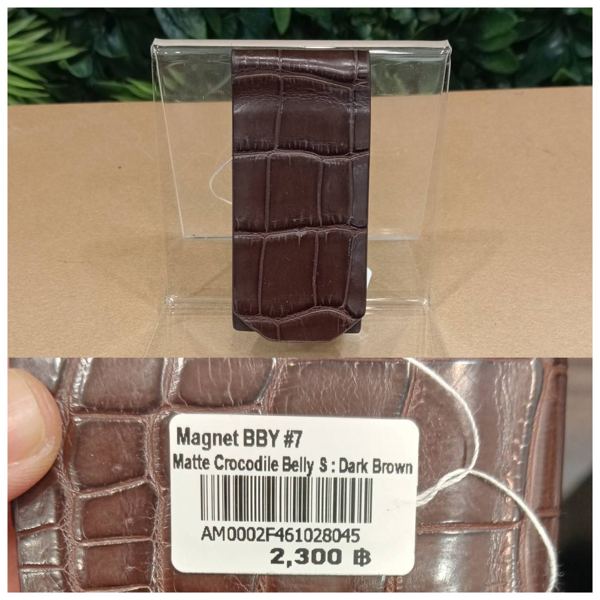 Magnet BBY #7
Matte Crocodile Belly S : Dark Brown
AM0002F461028045
2,300 ฿